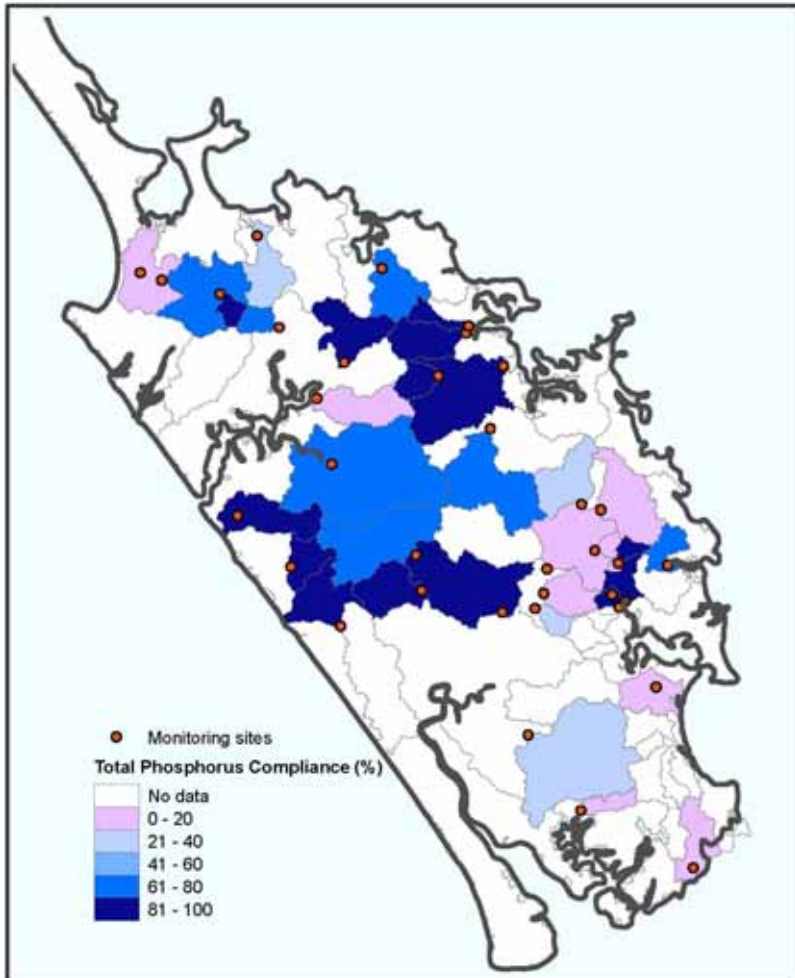 Monitoring sites
Total Phosphorus Compliance (%)
No data
0 - 20
21 - 40
41 - 60
61 - 80
81 - 100